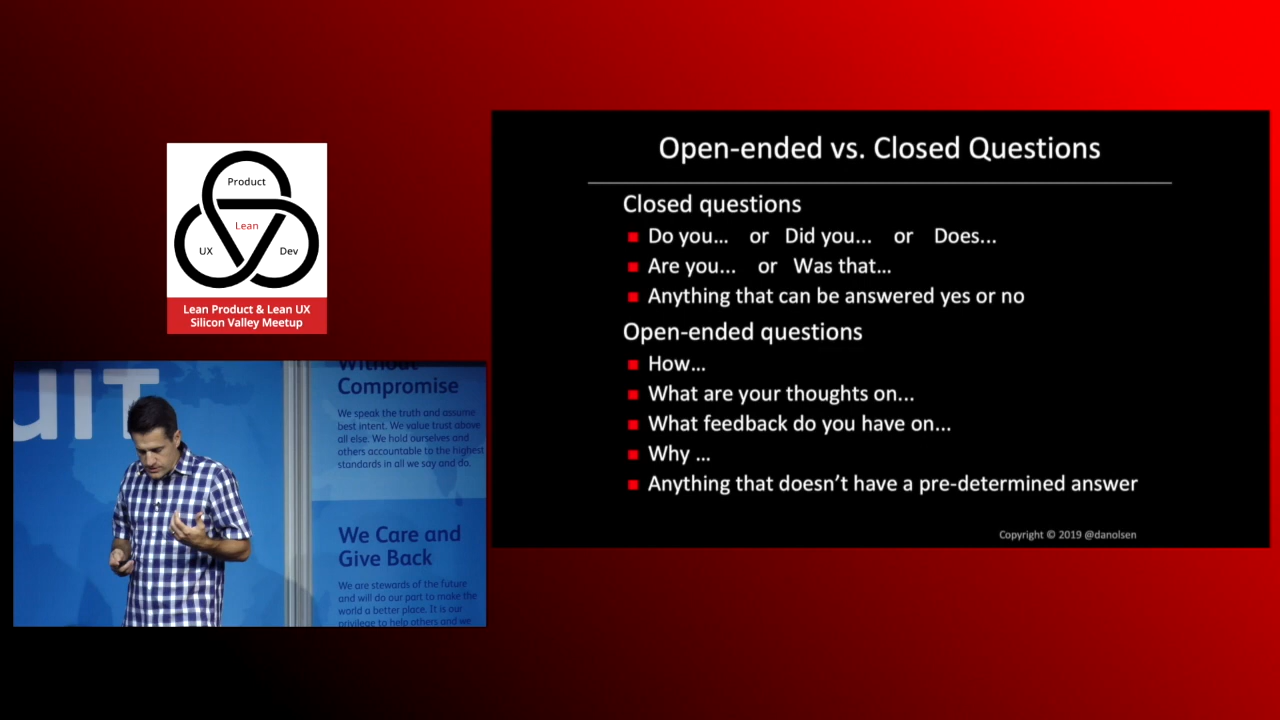 Product
Lean
UX
Dev
Lean Product & Lean UX
Silicon Valley Meetup
UIT
Without
Compromise
We speak the truth and assume
best intent. We value trust above
all else. We hold ourselves and
others accountable to the highest
standards in all we say and do.
We Care and
Give Back
We are stewards of the future
and will do our part to make the
world a better place. It is our
privilege to help others and we
Open-ended vs. Closed Questions
Closed questions
Do you... or Did you... or Does...
Are you... or Was that...
Anything that can be answered yes or no
Open-ended questions
How...
What are your thoughts on...
What feedback do you have on...
Why ...
Anything that doesn’t have a pre-determined answer
Copyright © 2019 @danolsen